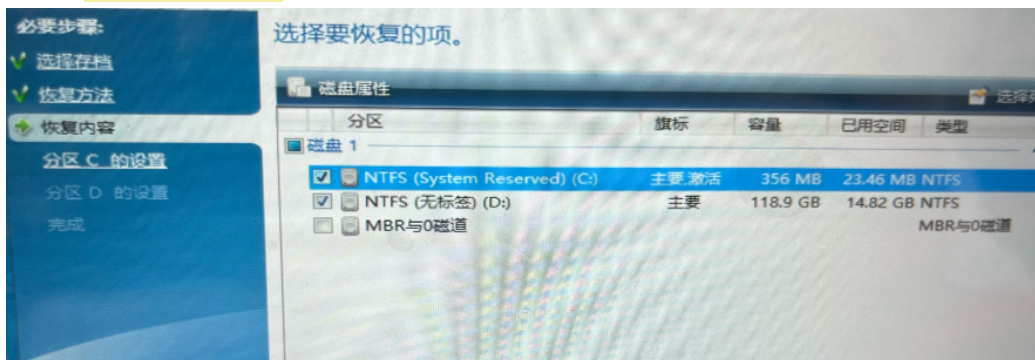 必要步骤:
选择存档
恢复方法
恢复内容
分区 C 的设置
分区 D 的设置
完成
选择要恢复的项。
磁盘属性
分区 旗标 容量 已用空间 类型
磁盘 1
NTFS (System Reserved) (C:) 主要,激活 356 MB 23.46 MB NTFS
NTFS (无标签) (D:) 主要 118.9 GB 14.82 GB NTFS
MBR与0磁道 MBR与0磁道
选择